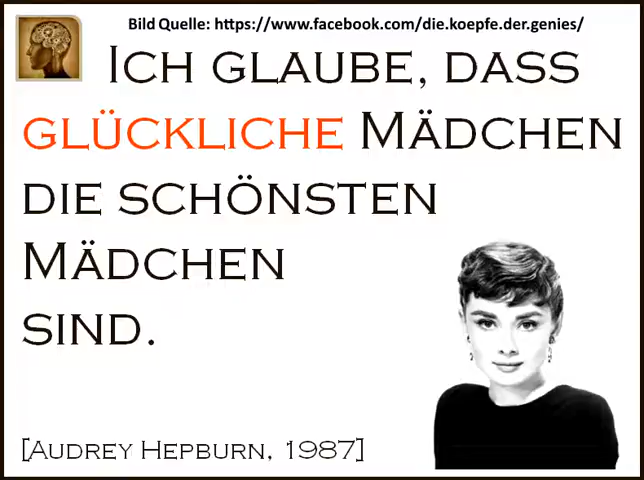 Bild Quelle: https://www.facebook.com/die.koepfe.der.genies/
ICH GLAUBE, DASS
GLÜCKLICHE MÄDCHEN
DIE SCHÖNSTEN
MÄDCHEN
SIND.
[AUDREY HEPBURN, 1987]